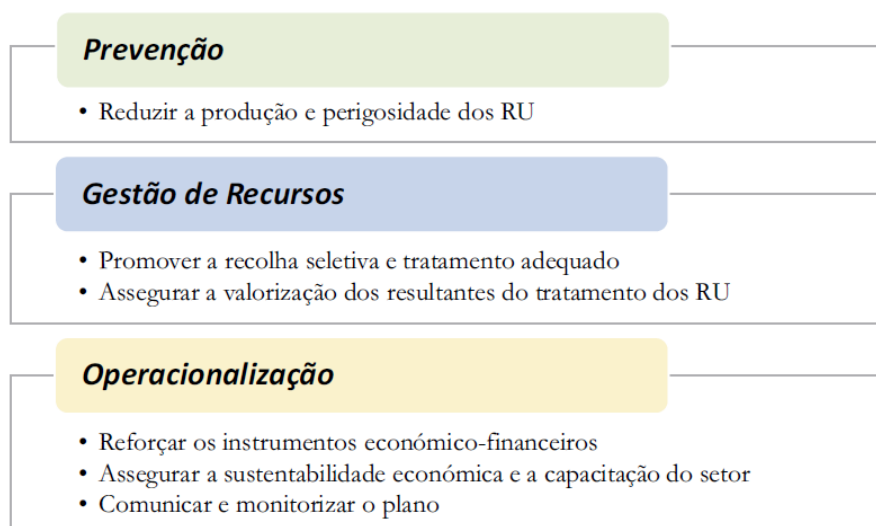 Prevenção
• Reduzir a produção e perigosidade dos RU
Gestão de Recursos
• Promover a recolha seletiva e tratamento adequado
• Assegurar a valorização dos resultantes do tratamento dos RU
Operacionalização
• Reforçar os instrumentos económico-financeiros
• Assegurar a sustentabilidade económica e a capacitação do setor
• Comunicar e monitorizar o plano